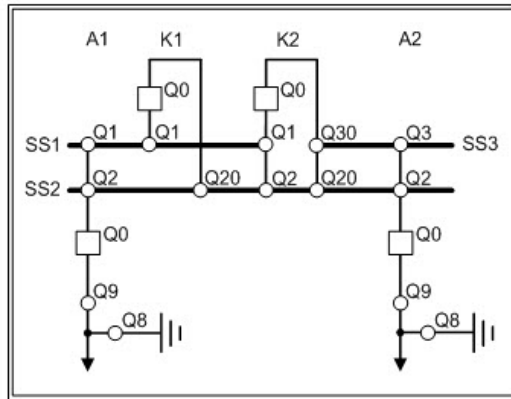 A1 K1 K2 A2
Q0 Q0
Q1 Q1 Q1 Q30 Q3
SS1 SS3
Q2 Q20 Q2 Q20 Q2
SS2
Q0 Q0
Q9 Q9
Q8 Q8